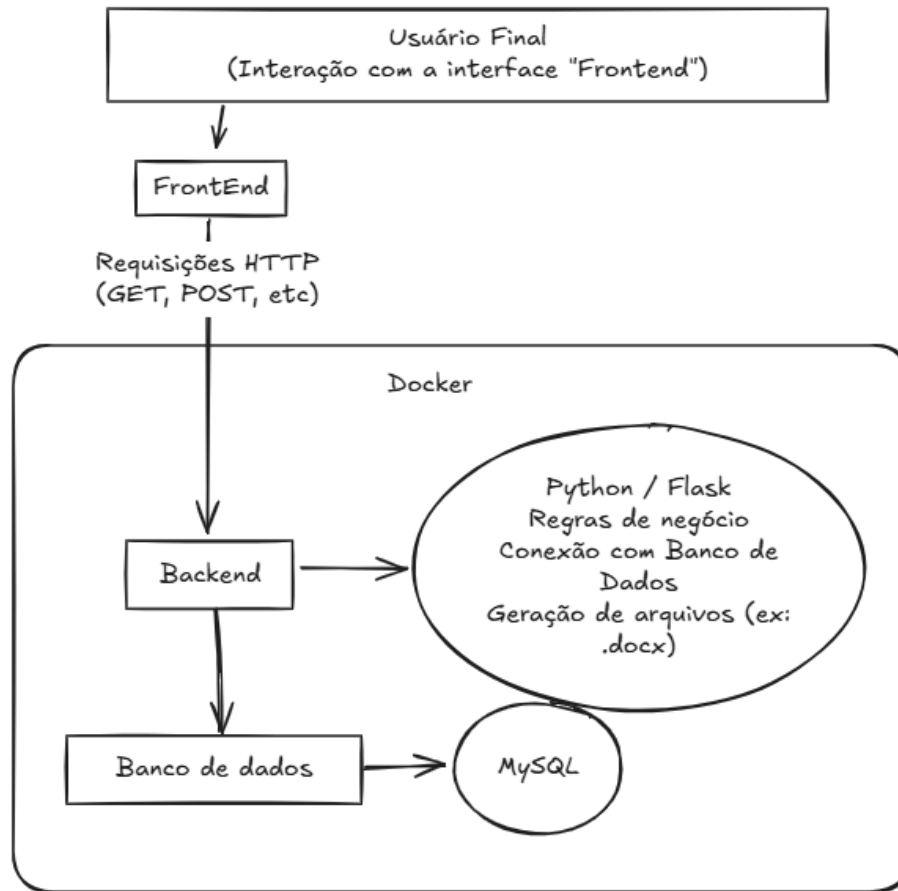 Usuário Final
(Interação com a interface "Frontend")
FrontEnd
Requisições HTTP
(GET, POST, etc)
Docker
Python / Flask
Regras de negócio
Conexão com Banco de
Dados
Geração de arquivos (ex:
.docx)
Backend
Banco de dados
MySQL